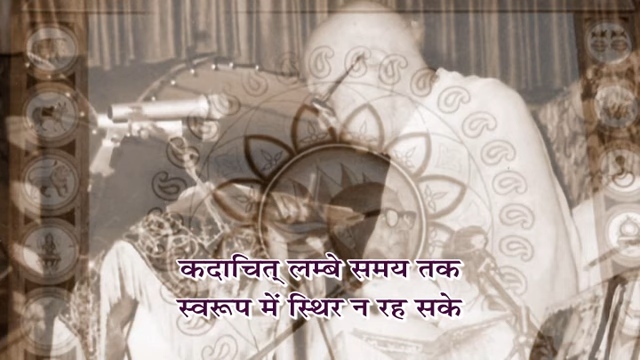 कदाचित् लम्बे समय तक
स्वरूप में स्थिर न रह सके